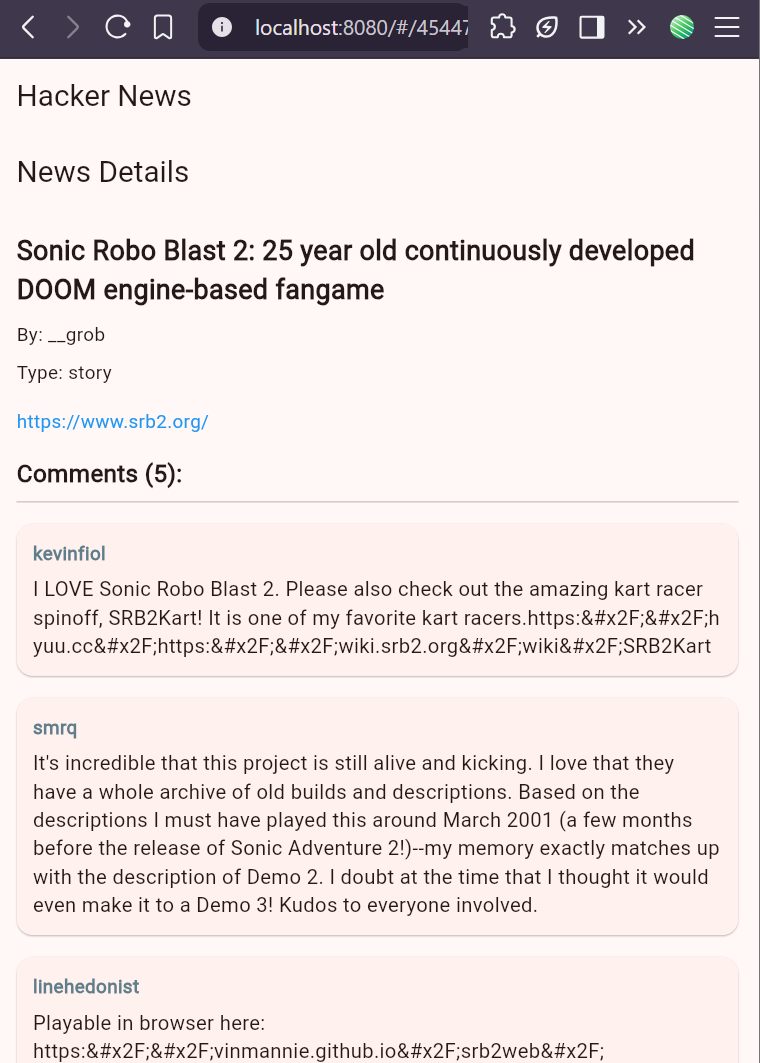 localhost:8080/#/45447
Hacker News
News Details
Sonic Robo Blast 2: 25 year old continuously developed
DOOM engine-based fangame
By: __grob
Type: story
https://www.srb2.org/
Comments (5):
kevinfiol
I LOVE Sonic Robo Blast 2. Please also check out the amazing kart racer
spinoff, SRB2Kart! It is one of my favorite kart racers.https:&#x2F;&#x2F;h
yuu.cc&#x2F;https:&#x2F;&#x2F;wiki.srb2.org&#x2F;wiki&#x2F;SRB2Kart
smrq
It's incredible that this project is still alive and kicking. I love that they
have a whole archive of old builds and descriptions. Based on the
descriptions I must have played this around March 2001 (a few months
before the release of Sonic Adventure 2!)--my memory exactly matches up
with the description of Demo 2. I doubt at the time that I thought it would
even make it to a Demo 3! Kudos to everyone involved.
linehedonist
Playable in browser here:
https:&#x2F;&#x2F;vinmannie.github.io&#x2F;srb2web&#x2F;